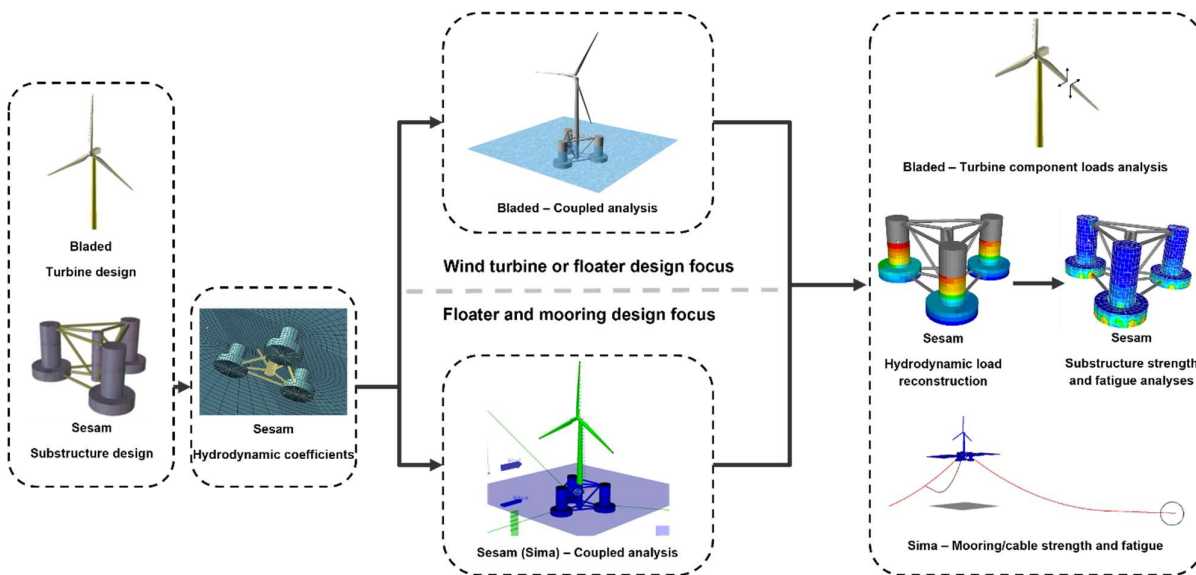 Bladed
Turbine design
Sesam
Substructure design
Sesam
Hydrodynamic coefficients
Bladed – Coupled analysis
Wind turbine or floater design focus
Floater and mooring design focus
Sesam (Sima) – Coupled analysis
Bladed – Turbine component loads analysis
Sesam
Hydrodynamic load
reconstruction
Sesam
Substructure strength
and fatigue analyses
Sima – Mooring/cable strength and fatigue